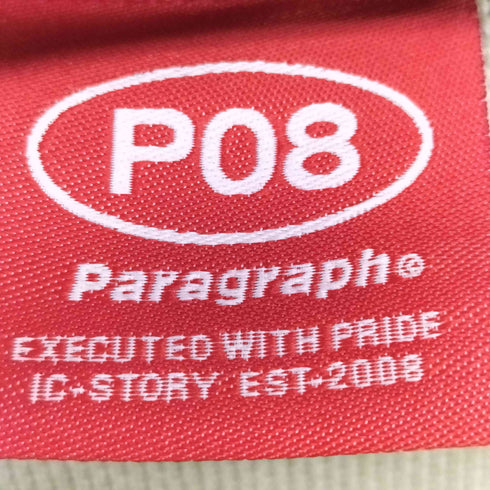 P08
Paragraph®
EXECUTED WITH PRIDE
IC+STORY EST+2008